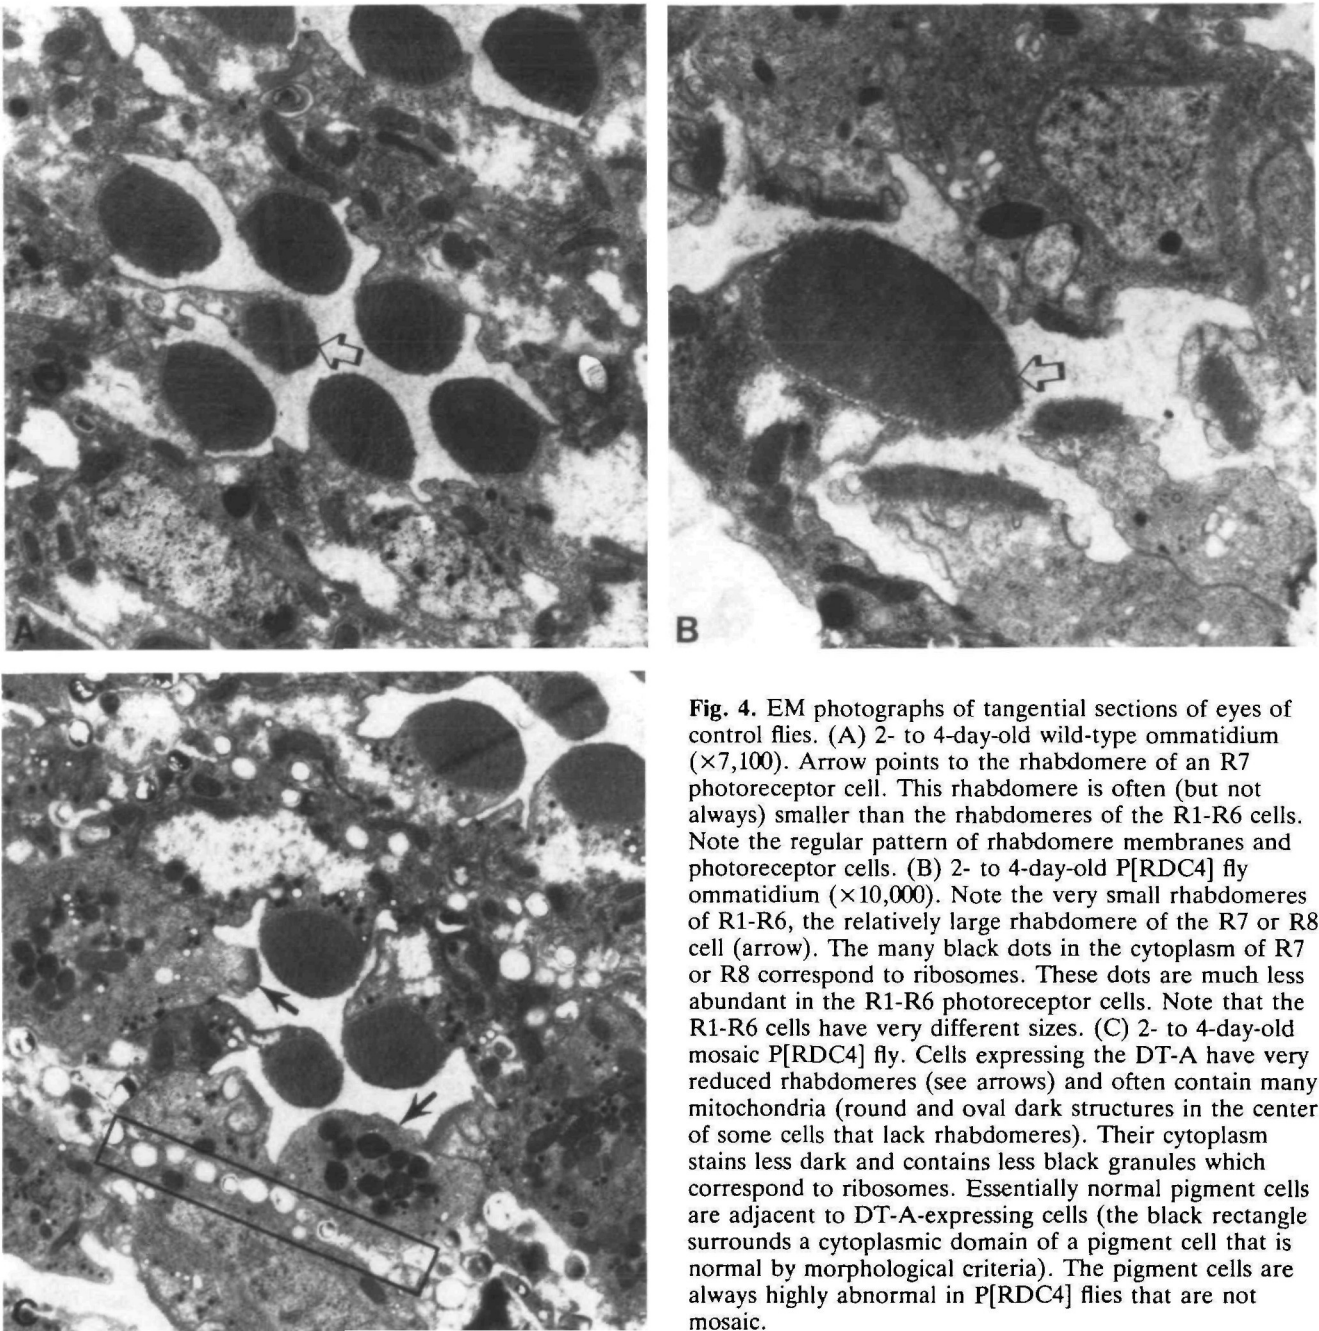 A
B
C
Fig. 4. EM photographs of tangential sections of eyes of
control flies. (A) 2- to 4-day-old wild-type ommatidium
(×7,100). Arrow points to the rhabdomere of an R7
photoreceptor cell. This rhabdomere is often (but not
always) smaller than the rhabdomeres of the R1-R6 cells.
Note the regular pattern of rhabdomere membranes and
photoreceptor cells. (B) 2- to 4-day-old P[RDC4] fly
ommatidium (×10,000). Note the very small rhabdomeres
of R1-R6, the relatively large rhabdomere of the R7 or R8
cell (arrow). The many black dots in the cytoplasm of R7
or R8 correspond to ribosomes. These dots are much less
abundant in the R1-R6 photoreceptor cells. Note that the
R1-R6 cells have very different sizes. (C) 2- to 4-day-old
mosaic P[RDC4] fly. Cells expressing the DT-A have very
reduced rhabdomeres (see arrows) and often contain many
mitochondria (round and oval dark structures in the center
of some cells that lack rhabdomeres). Their cytoplasm
stains less dark and contains less black granules which
correspond to ribosomes. Essentially normal pigment cells
are adjacent to DT-A-expressing cells (the black rectangle
surrounds a cytoplasmic domain of a pigment cell that is
normal by morphological criteria). The pigment cells are
always highly abnormal in P[RDC4] flies that are not
mosaic.